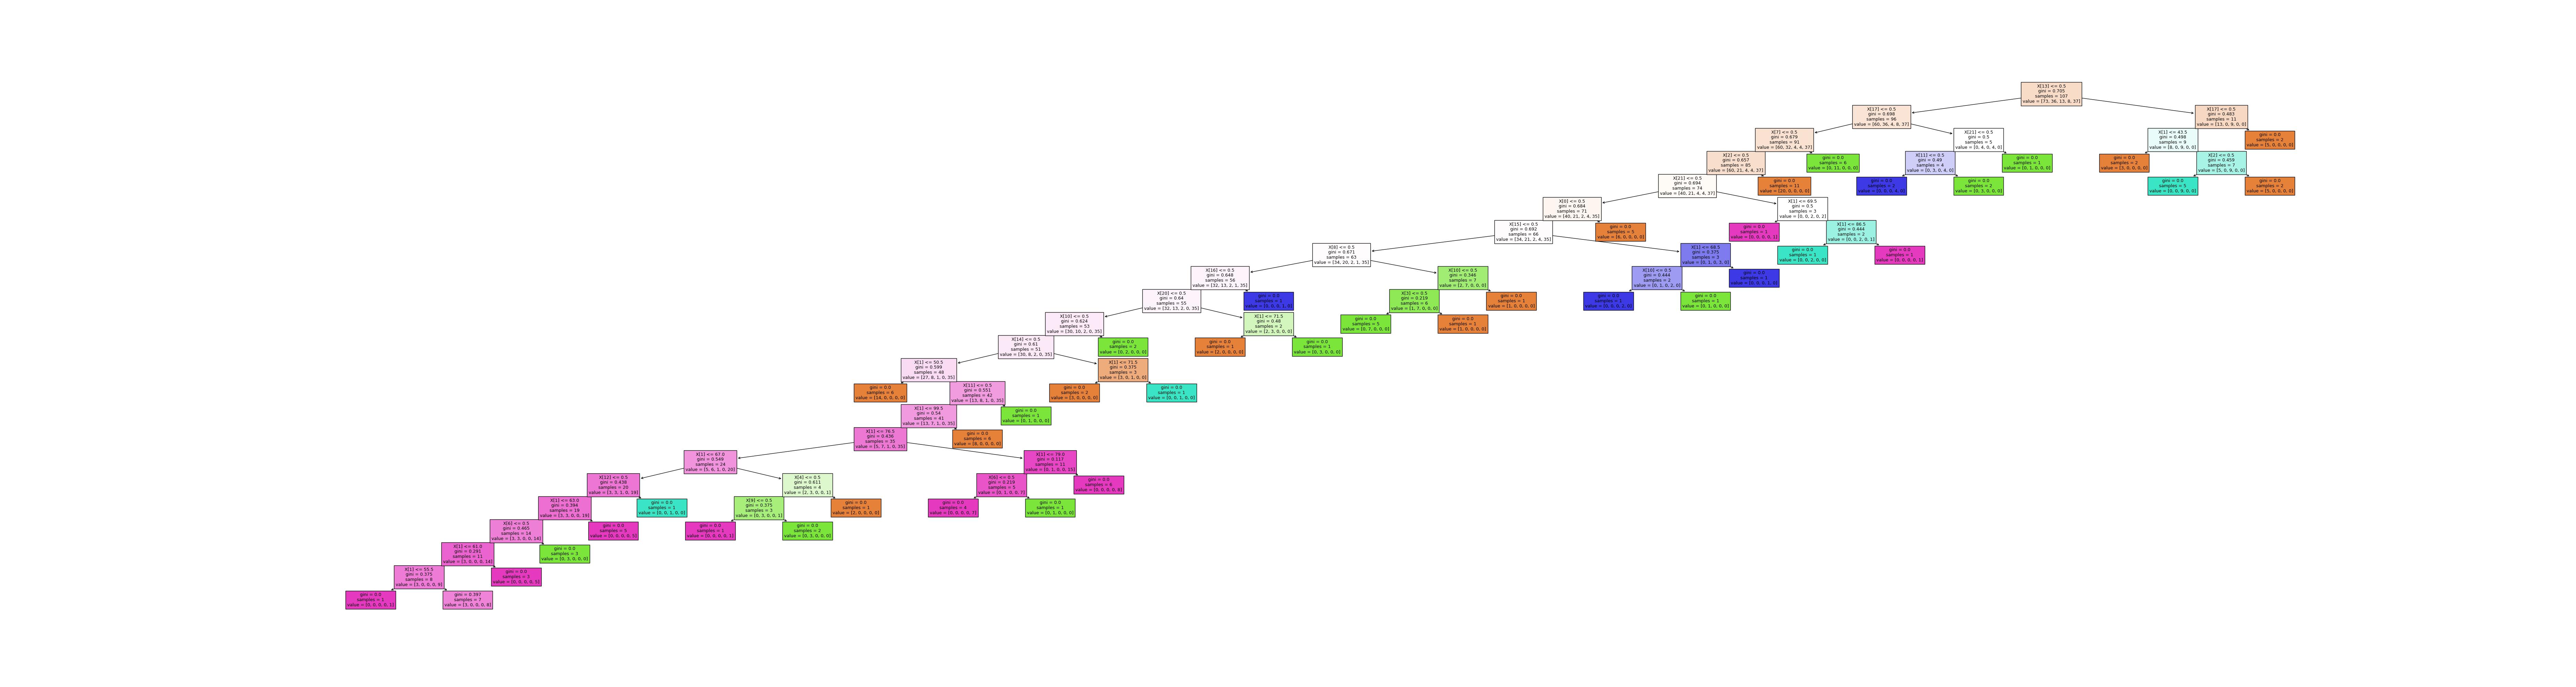 X[13] <= 0.5
gini = 0.705
samples = 107
value = [73, 36, 13, 8, 37]
X[17] <= 0.5
gini = 0.698
samples = 96
value = [60, 36, 4, 8, 37]
X[17] <= 0.5
gini = 0.483
samples = 11
value = [13, 0, 9, 0, 0]
X[7] <= 0.5
gini = 0.679
samples = 91
value = [60, 32, 4, 4, 37]
X[21] <= 0.5
gini = 0.5
samples = 5
value = [0, 4, 0, 4, 0]
X[1] <= 43.5
gini = 0.498
samples = 9
value = [8, 0, 9, 0, 0]
gini = 0.0
samples = 2
value = [5, 0, 0, 0, 0]
X[2] <= 0.5
gini = 0.657
samples = 85
value = [60, 21, 4, 4, 37]
gini = 0.0
samples = 6
value = [0, 11, 0, 0, 0]
X[11] <= 0.5
gini = 0.49
samples = 4
value = [0, 3, 0, 4, 0]
gini = 0.0
samples = 1
value = [0, 1, 0, 0, 0]
gini = 0.0
samples = 2
value = [3, 0, 0, 0, 0]
X[2] <= 0.5
gini = 0.459
samples = 7
value = [5, 0, 9, 0, 0]
X[21] <= 0.5
gini = 0.694
samples = 74
value = [40, 21, 4, 4, 37]
gini = 0.0
samples = 11
value = [20, 0, 0, 0, 0]
gini = 0.0
samples = 2
value = [0, 0, 0, 4, 0]
gini = 0.0
samples = 2
value = [0, 3, 0, 0, 0]
gini = 0.0
samples = 5
value = [0, 0, 9, 0, 0]
gini = 0.0
samples = 2
value = [5, 0, 0, 0, 0]
X[0] <= 0.5
gini = 0.684
samples = 71
value = [40, 21, 2, 4, 35]
X[1] <= 69.5
gini = 0.5
samples = 3
value = [0, 0, 2, 0, 2]
X[15] <= 0.5
gini = 0.692
samples = 66
value = [34, 21, 2, 4, 35]
gini = 0.0
samples = 5
value = [6, 0, 0, 0, 0]
gini = 0.0
samples = 1
value = [0, 0, 0, 0, 1]
X[1] <= 86.5
gini = 0.444
samples = 2
value = [0, 0, 2, 0, 1]
X[8] <= 0.5
gini = 0.671
samples = 63
value = [34, 20, 2, 1, 35]
gini = 0.375
samples = 3
value = [0, 1, 0, 3, 0]
gini = 0.0
samples = 1
value = [0, 0, 2, 0, 0]
gini = 0.0
samples = 1
value = [0, 0, 0, 0, 1]
X[16] <= 0.5
gini = 0.648
samples = 56
value = [32, 13, 2, 1, 35]
X[10] <= 0.5
gini = 0.346
samples = 7
value = [2, 7, 0, 0, 0]
X[10] <= 0.5
gini = 0.444
samples = 2
value = [0, 1, 0, 2, 0]
gini = 0.0
samples = 1
value = [0, 0, 0, 1, 0]
X[20] <= 0.5
gini = 0.64
samples = 55
value = [32, 13, 2, 0, 35]
gini = 0.0
samples = 1
value = [0, 0, 0, 1, 0]
X[3] <= 0.5
gini = 0.219
samples = 6
value = [1, 7, 0, 0, 0]
gini = 0.0
samples = 1
value = [1, 0, 0, 0, 0]
gini = 0.0
samples = 1
value = [0, 0, 0, 2, 0]
gini = 0.0
samples = 1
value = [0, 1, 0, 0, 0]
X[10] <= 0.5
gini = 0.624
samples = 53
value = [30, 10, 2, 0, 35]
X[1] <= 71.5
gini = 0.48
samples = 2
value = [2, 3, 0, 0, 0]
gini = 0.0
samples = 5
value = [0, 7, 0, 0, 0]
gini = 0.0
samples = 1
value = [1, 0, 0, 0, 0]
X[14] <= 0.5
gini = 0.61
samples = 51
value = [30, 8, 2, 0, 35]
gini = 0.0
samples = 2
value = [0, 2, 0, 0, 0]
gini = 0.0
samples = 1
value = [2, 0, 0, 0, 0]
gini = 0.0
samples = 1
value = [0, 3, 0, 0, 0]
X[1] <= 50.5
gini = 0.599
samples = 48
value = [27, 8, 1, 0, 35]
X[1] <= 71.5
gini = 0.375
samples = 3
value = [3, 0, 1, 0, 0]
gini = 0.0
samples = 6
value = [14, 0, 0, 0, 0]
X[11] <= 0.5
gini = 0.551
samples = 42
value = [13, 8, 1, 0, 35]
gini = 0.0
samples = 2
value = [3, 0, 0, 0, 0]
gini = 0.0
samples = 1
value = [0, 0, 1, 0, 0]
X[1] <= 99.5
gini = 0.54
samples = 41
value = [13, 7, 1, 0, 35]
gini = 0.0
samples = 1
value = [0, 1, 0, 0, 0]
X[1] <= 76.5
gini = 0.438
samples = 35
value = [5, 7, 1, 0, 35]
gini = 0.0
samples = 6
value = [8, 0, 0, 0, 0]
X[1] <= 67.0
gini = 0.549
samples = 24
value = [5, 6, 1, 0, 20]
X[1] <= 79.0
gini = 0.117
samples = 11
value = [0, 1, 0, 0, 15]
X[12] <= 0.5
gini = 0.438
samples = 20
value = [3, 3, 1, 0, 19]
X[4] <= 0.5
gini = 0.611
samples = 4
value = [2, 3, 0, 0, 1]
gini = 0.219
samples = 5
value = [0, 1, 0, 0, 7]
gini = 0.0
samples = 6
value = [0, 0, 0, 0, 8]
X[1] <= 63.0
gini = 0.394
samples = 19
value = [3, 3, 0, 0, 19]
gini = 0.0
samples = 1
value = [0, 0, 1, 0, 0]
X[9] <= 0.5
gini = 0.375
samples = 3
value = [0, 3, 0, 0, 1]
gini = 0.0
samples = 1
value = [2, 0, 0, 0, 0]
gini = 0.0
samples = 4
value = [0, 0, 0, 0, 7]
gini = 0.0
samples = 1
value = [0, 1, 0, 0, 0]
X[6] <= 0.5
gini = 0.465
samples = 14
value = [3, 3, 0, 0, 14]
gini = 0.0
samples = 5
value = [0, 0, 0, 0, 5]
gini = 0.0
samples = 1
value = [0, 0, 0, 0, 1]
gini = 0.0
samples = 2
value = [0, 3, 0, 0, 0]
X[1] <= 61.0
gini = 0.291
samples = 11
value = [3, 0, 0, 0, 14]
gini = 0.0
samples = 3
value = [0, 3, 0, 0, 0]
X[1] <= 55.5
gini = 0.375
samples = 8
value = [3, 0, 0, 0, 9]
gini = 0.0
samples = 3
value = [0, 0, 0, 0, 5]
gini = 0.0
samples = 1
value = [0, 0, 0, 0, 1]
gini = 0.397
samples = 7
value = [3, 0, 0, 0, 8]